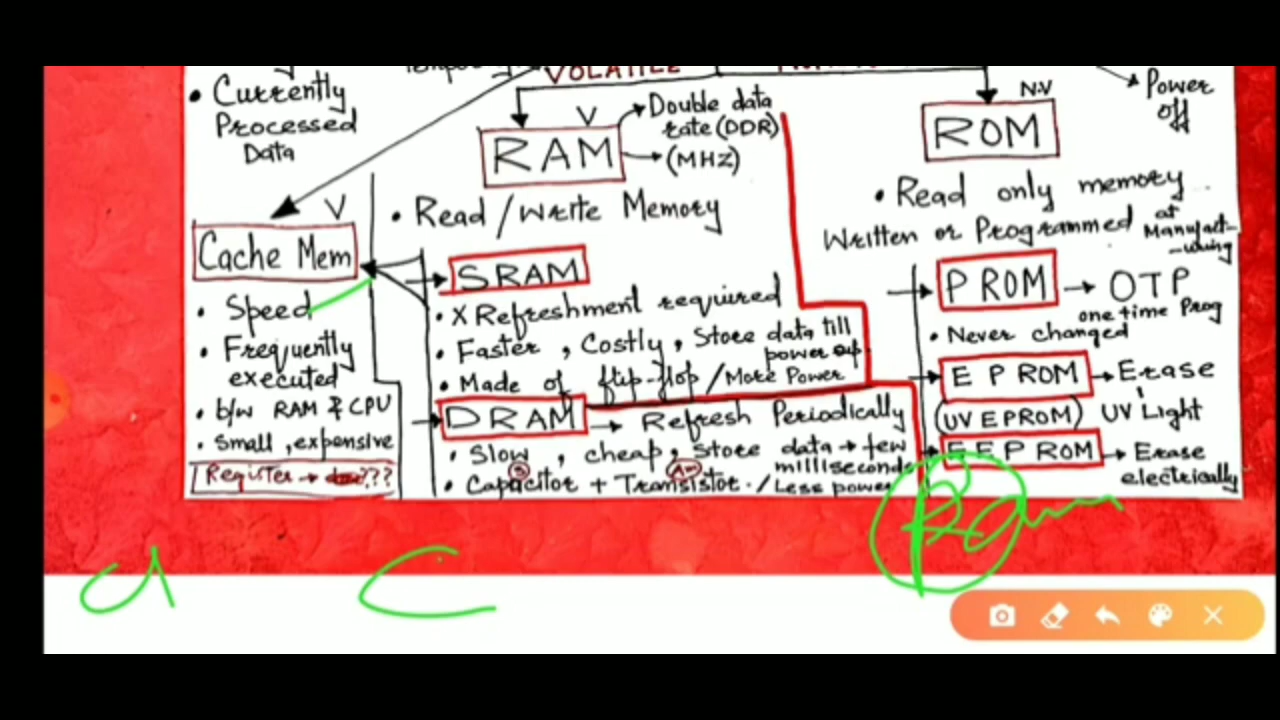 VOLATILE
• Currently
Processed
Data
V
RAM
Double data
rate (DDR)
(MHZ)
N.V
ROM
Power
off
V
Cache Mem
• Speed
• Frequently
executed
• b/w RAM & CPU
• Small , expensive
Register → ???
• Read / Write Memory
SRAM
• X Refreshment required
• Faster , Costly , Store data till
power
• Made of flip-flop / More Power
DRAM → Refresh Periodically
• Slow , cheap , store data → few
milliseconds
• Capacitor + Transistor . / Less power
• Read only memory
Written or Programmed at
Manufact-
-uring
PROM → OTP
one time Prog
• Never changed
EPROM → Erase
(UV EPROM) UV Light
EEPROM → Erase
electrically
d C Ram